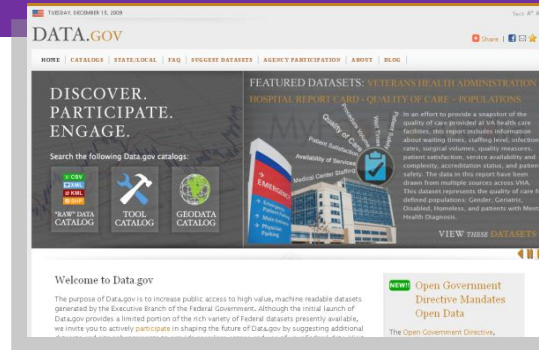 TUESDAY, DECEMBER 15, 2009
DATA.GOV
Share
HOME | CATALOGS | STATE/LOCAL | FAQ | SUGGEST DATASETS | AGENCY PARTICIPATION | ABOUT | BLOG
DISCOVER.
PARTICIPATE.
ENGAGE.
Search the following Data.gov catalogs:
CSV
XML
KML
SHP
"RAW" DATA
CATALOG
TOOL
CATALOG
GEODATA
CATALOG
FEATURED DATASETS: VETERANS HEALTH ADMINISTRATION
HOSPITAL REPORT CARD - QUALITY OF CARE - POPULATIONS
Quality of Care
Patient Satisfaction
Availability of Services
Medical Center Staffing
EMERGENCY
Emergency
Patient Parking
Main Entrance
Physician
Parking
In an effort to provide a snapshot of the
quality of care provided at VA health care
facilities, this report includes information
about waiting times, staffing level, infection
rates, surgical volumes, quality measures,
patient satisfaction, service availability and
complexity, accreditation status, and patient
safety. The data in this report have been
drawn from multiple sources across VHA.
This dataset represents the quality of care for
defined populations: Gender, Geriatric,
Disabled, Homeless, and patients with Mental
Health Diagnosis.
VIEW THESE DATASETS
Welcome to Data.gov
The purpose of Data.gov is to increase public access to high value, machine readable datasets
generated by the Executive Branch of the Federal Government. Although the initial launch of
Data.gov provides a limited portion of the rich variety of Federal datasets presently available,
we invite you to actively participate in shaping the future of Data.gov by suggesting additional
NEW!! Open Government
Directive Mandates
Open Data
The Open Government Directive,